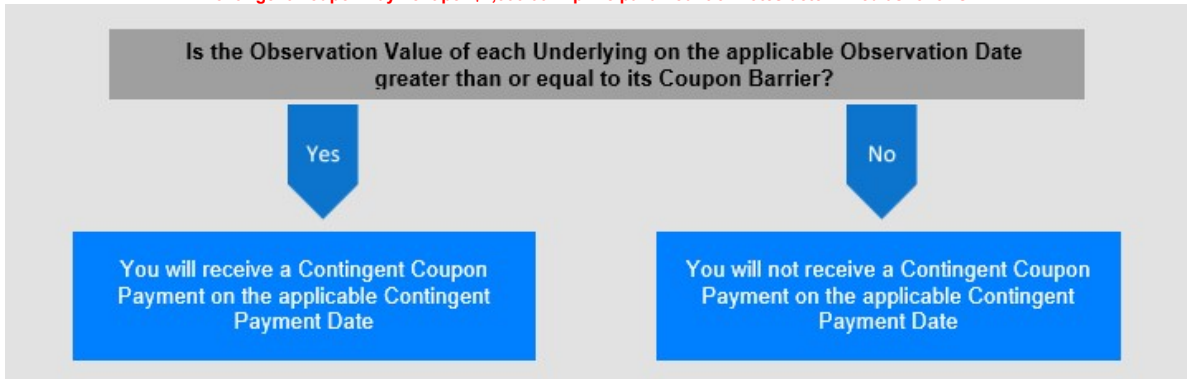 Is the Observation Value of each Underlying on the applicable Observation Date
greater than or equal to its Coupon Barrier?
Yes
No
You will receive a Contingent Coupon
Payment on the applicable Contingent
Payment Date
You will not receive a Contingent Coupon
Payment on the applicable Contingent
Payment Date